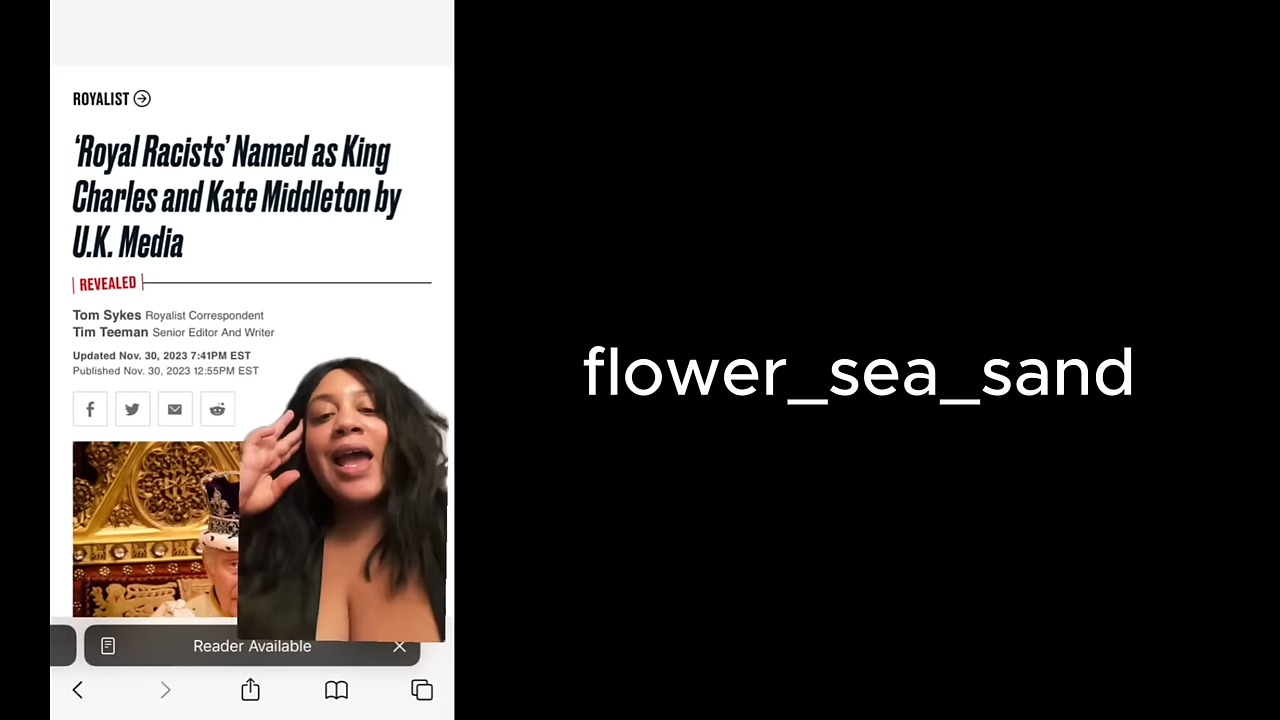 ROYALIST
‘Royal Racists’ Named as King
Charles and Kate Middleton by
U.K. Media
REVEALED
Tom Sykes Royalist Correspondent
Tim Teeman Senior Editor And Writer
Updated Nov. 30, 2023 7:41PM EST
Published Nov. 30, 2023 12:55PM EST
Reader Available
flower_sea_sand